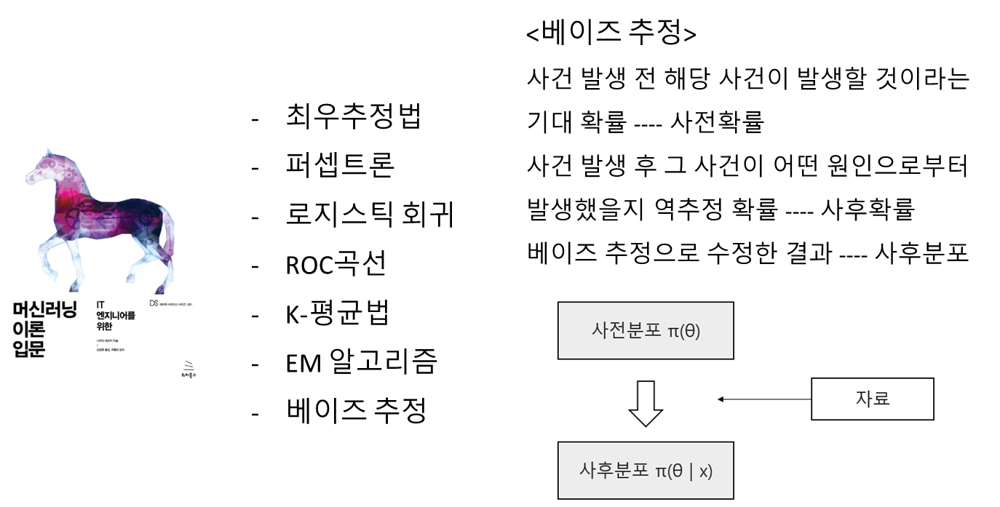 머신러닝
이론
입문
IT
엔지니어를
위한
DS
위키북스
- 최우추정법
- 퍼셉트론
- 로지스틱 회귀
- ROC곡선
- K-평균법
- EM 알고리즘
- 베이즈 추정
<베이즈 추정>
사건 발생 전 해당 사건이 발생할 것이라는
기대 확률 ---- 사전확률
사건 발생 후 그 사건이 어떤 원인으로부터
발생했을지 역추정 확률 ---- 사후확률
베이즈 추정으로 수정한 결과 ---- 사후분포
사전분포 π(θ)
자료
사후분포 π(θ | x)